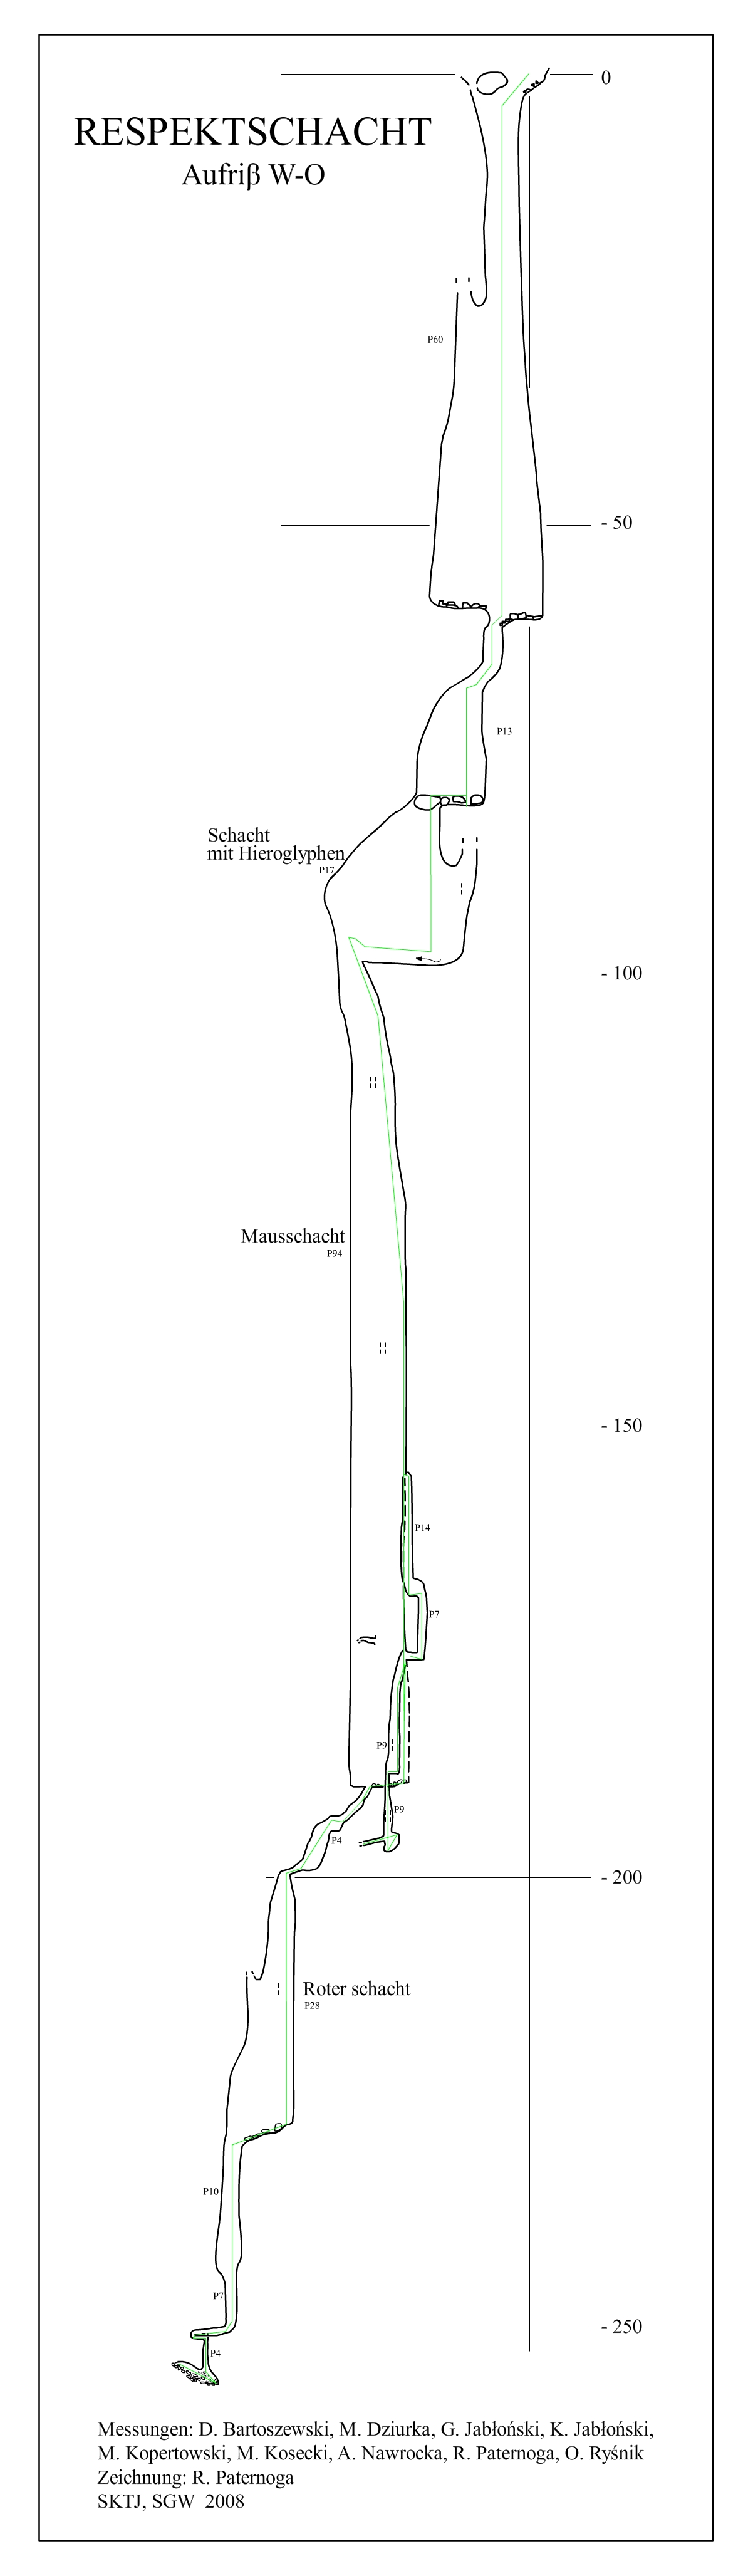 0
RESPEKTSCHACHT
Aufriβ W-O
P60
- 50
P13
Schacht
mit Hieroglyphen
P17
- 100
Mausschacht
P94
- 150
P14
P7
P9
P9
P4
- 200
Roter schacht
P28
P10
P7
- 250
P4
Messungen: D. Bartoszewski, M. Dziurka, G. Jabłoński, K. Jabłoński,
M. Kopertowski, M. Kosecki, A. Nawrocka, R. Paternoga, O. Ryśnik
Zeichnung: R. Paternoga
SKTJ, SGW 2008